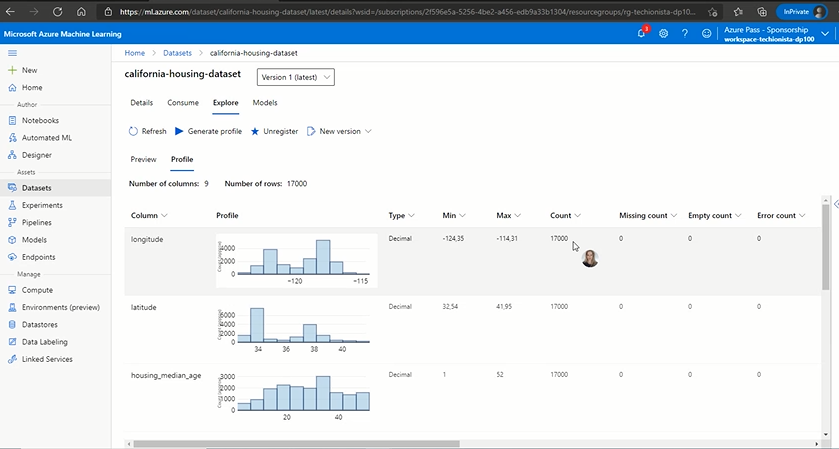 https://ml.azure.com/dataset/california-housing-dataset/latest/details?wsid=/subscriptions/2f596e5a-5256-4be2-a456-edb9a33b1304/resourcegroups/rg-techionista-dp10...
InPrivate
Microsoft Azure Machine Learning
3
Azure Pass - Sponsorship
workspace-techionista-dp100
Home > Datasets > california-housing-dataset
california-housing-dataset
Version 1 (latest)
Details Consume Explore Models
Refresh Generate profile Unregister New version
Preview Profile
Number of columns: 9 Number of rows: 17000
New
Home
Author
Notebooks
Automated ML
Designer
Assets
Datasets
Experiments
Pipelines
Models
Endpoints
Manage
Compute
Environments (preview)
Datastores
Data Labeling
Linked Services
Column Profile Type Min Max Count Missing count Empty count Error count
longitude Decimal -124,35 -114,31 17000 0 0 0
4000
2000
0
−120 −115
latitude Decimal 32,54 41,95 17000 0 0 0
6000
4000
2000
0
34 36 38 40
housing_median_age Decimal 1 52 17000 0 0 0
3000
2000
1000
0
20 40